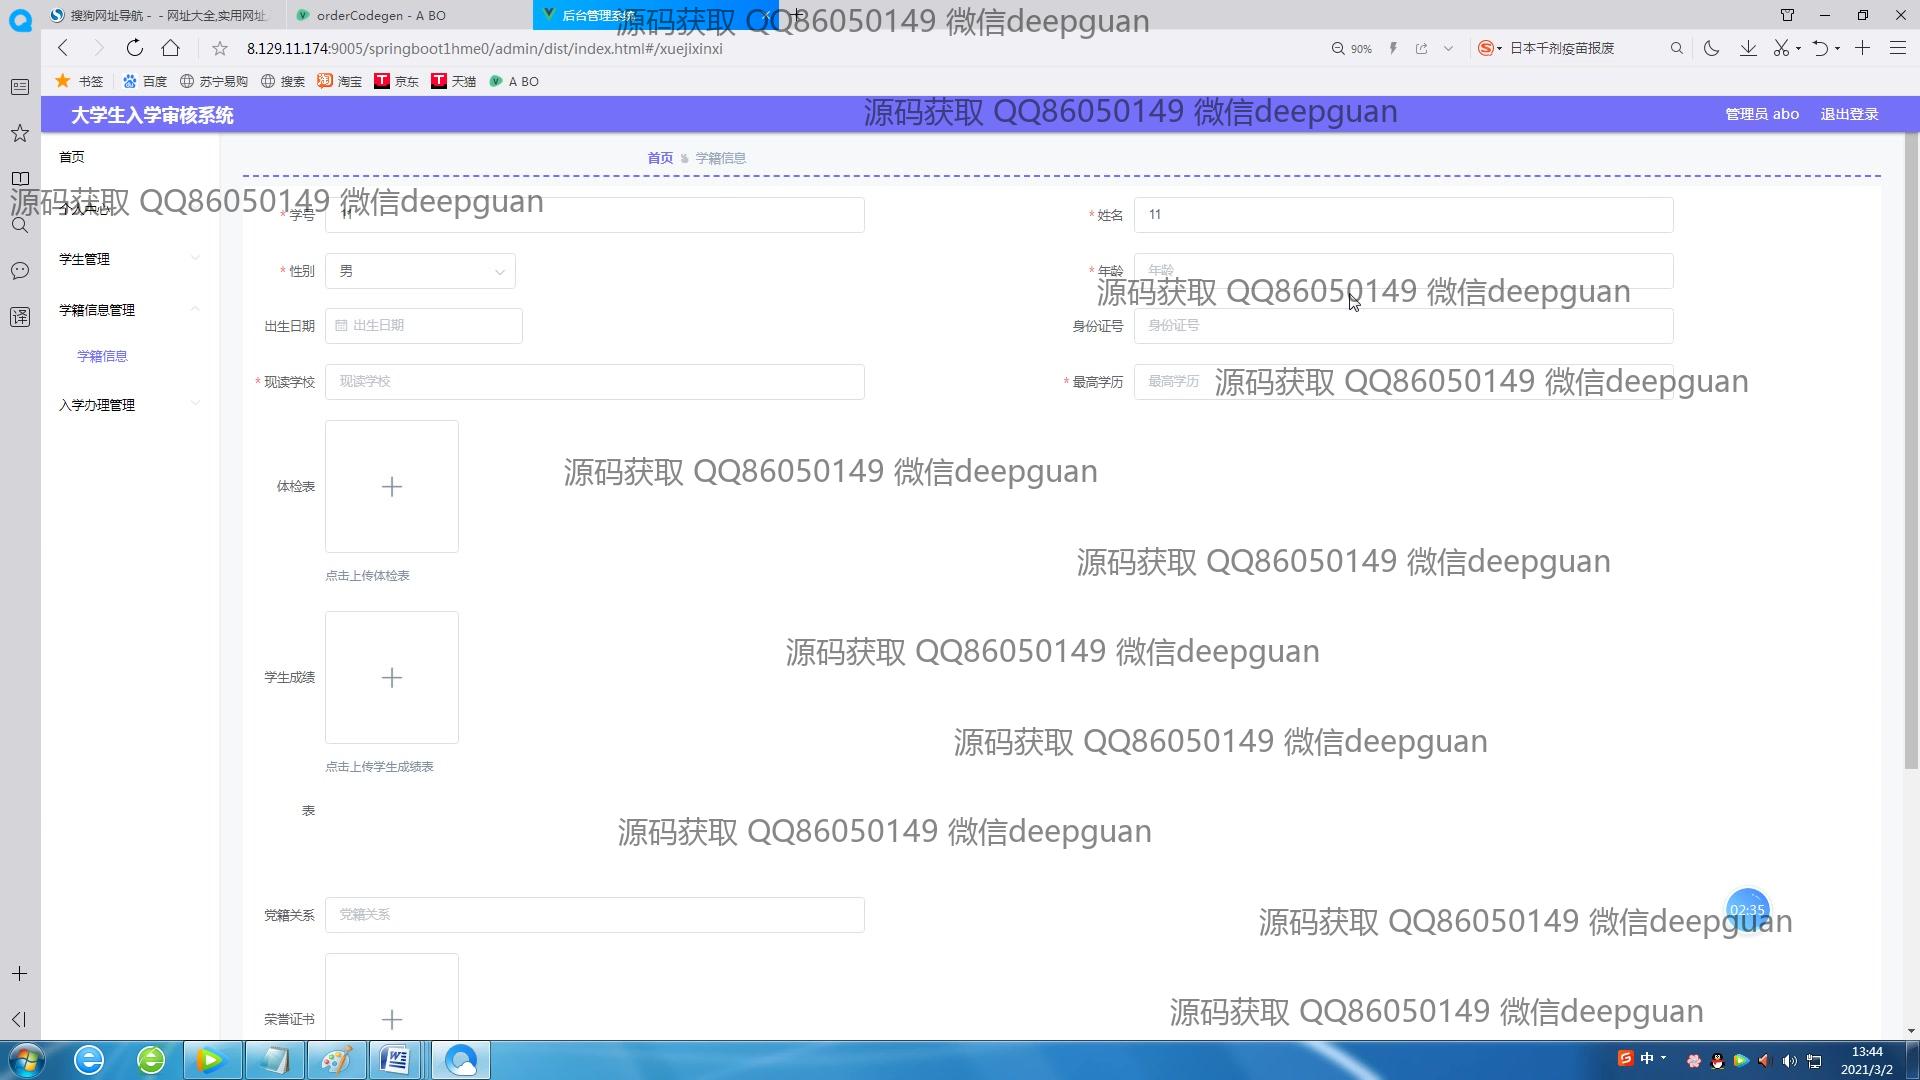 搜狗网址导航 - - 网址大全,实用网址
orderCodegen - A BO
后台管理系统
源码获取 QQ86050149 微信deepguan
8.129.11.174:9005/springboot1hme0/admin/dist/index.html#/xuejixinxi
90%
日本千剂疫苗报废
书签
百度
苏宁易购
搜索
淘宝
京东
天猫
A BO
大学生入学审核系统
源码获取 QQ86050149 微信deepguan
管理员 abo
退出登录
首页
首页
学籍信息
源码获取 QQ86050149 微信deepguan
个人中心
*学号
11
*姓名
11
学生管理
*性别
男
*年龄
年龄
源码获取 QQ86050149 微信deepguan
学籍信息管理
出生日期
出生日期
身份证号
身份证号
学籍信息
*现读学校
现读学校
*最高学历
最高学历
源码获取 QQ86050149 微信deepguan
入学办理管理
源码获取 QQ86050149 微信deepguan
体检表
源码获取 QQ86050149 微信deepguan
点击上传体检表
源码获取 QQ86050149 微信deepguan
学生成绩
源码获取 QQ86050149 微信deepguan
点击上传学生成绩表
表
源码获取 QQ86050149 微信deepguan
党籍关系
党籍关系
02:35
源码获取 QQ86050149 微信deepguan
荣誉证书
源码获取 QQ86050149 微信deepguan
译
中
13:44
2021/3/2